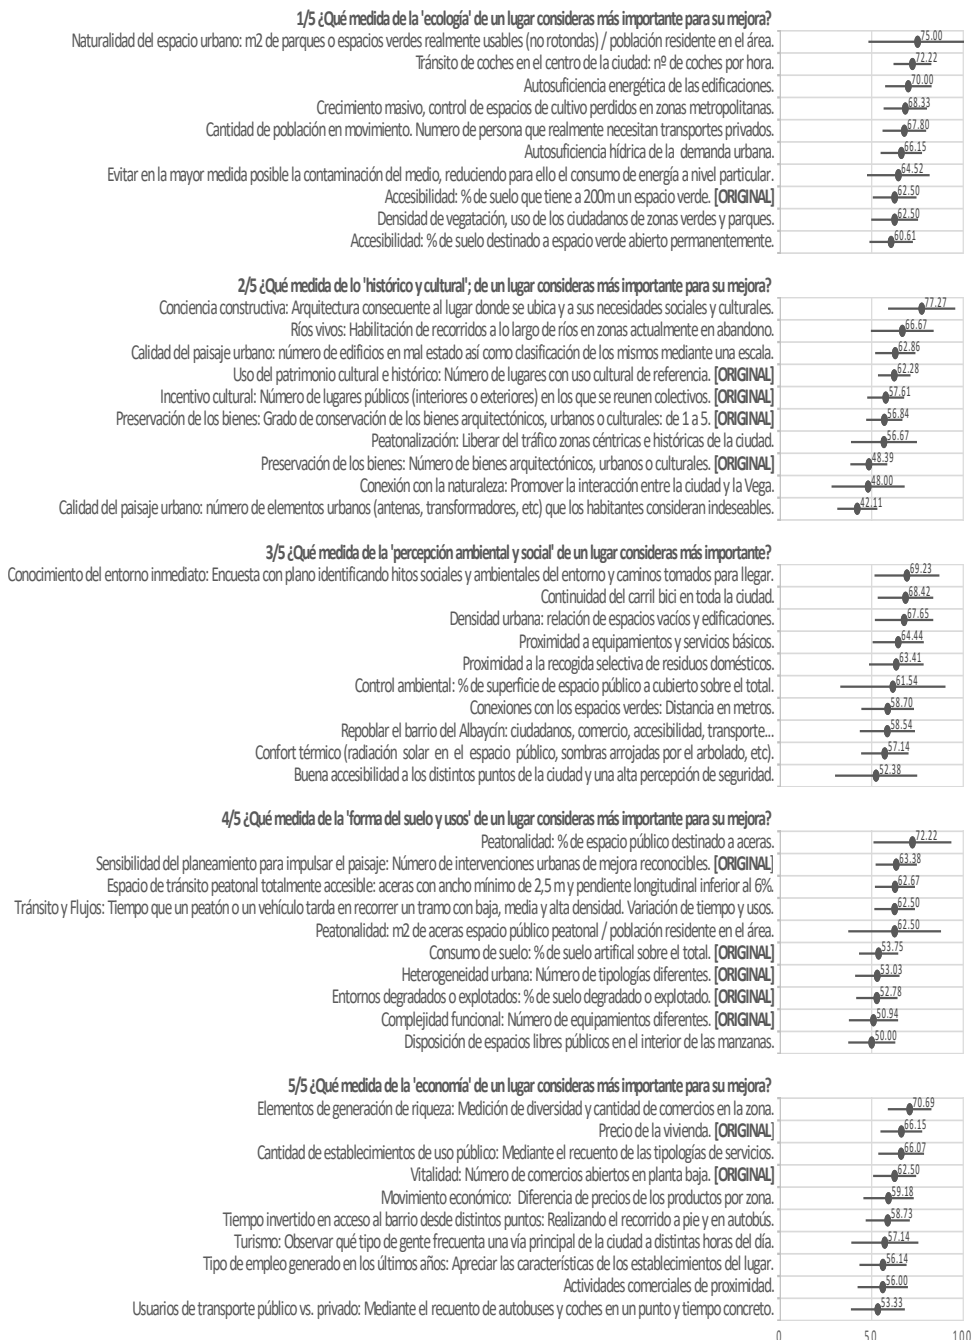 1/5 ¿Qué medida de la 'ecología' de un lugar consideras más importante para su mejora?
Naturalidad del espacio urbano: m2 de parques o espacios verdes realmente usables (no rotondas) / población residente en el área. 75.00
Tránsito de coches en el centro de la ciudad: nº de coches por hora. 72.22
Autosuficiencia energética de las edificaciones. 70.00
Crecimiento masivo, control de espacios de cultivo perdidos en zonas metropolitanas. 68.33
Cantidad de población en movimiento. Numero de persona que realmente necesitan transportes privados. 67.80
Autosuficiencia hídrica de la demanda urbana. 66.15
Evitar en la mayor medida posible la contaminación del medio, reduciendo para ello el consumo de energía a nivel particular. 64.52
Accesibilidad: % de suelo que tiene a 200m un espacio verde. [ORIGINAL] 62.50
Densidad de vegatación, uso de los ciudadanos de zonas verdes y parques. 62.50
Accesibilidad: % de suelo destinado a espacio verde abierto permanentemente. 60.61
2/5 ¿Qué medida de lo 'histórico y cultural'; de un lugar consideras más importante para su mejora?
Conciencia constructiva: Arquitectura consecuente al lugar donde se ubica y a sus necesidades sociales y culturales. 77.27
Ríos vivos: Habilitación de recorridos a lo largo de ríos en zonas actualmente en abandono. 66.67
Calidad del paisaje urbano: número de edificios en mal estado así como clasificación de los mismos mediante una escala. 62.86
Uso del patrimonio cultural e histórico: Número de lugares con uso cultural de referencia. [ORIGINAL] 62.28
Incentivo cultural: Número de lugares públicos (interiores o exteriores) en los que se reunen colectivos. [ORIGINAL] 57.61
Preservación de los bienes: Grado de conservación de los bienes arquitectónicos, urbanos o culturales: de 1 a 5. [ORIGINAL] 56.84
Peatonalización: Liberar del tráfico zonas céntricas e históricas de la ciudad. 56.67
Preservación de los bienes: Número de bienes arquitectónicos, urbanos o culturales. [ORIGINAL] 48.39
Conexión con la naturaleza: Promover la interacción entre la ciudad y la Vega. 48.00
Calidad del paisaje urbano: número de elementos urbanos (antenas, transformadores, etc) que los habitantes consideran indeseables. 42.11
3/5 ¿Qué medida de la 'percepción ambiental y social' de un lugar consideras más importante?
Conocimiento del entorno inmediato: Encuesta con plano identificando hitos sociales y ambientales del entorno y caminos tomados para llegar. 69.23
Continuidad del carril bici en toda la ciudad. 68.42
Densidad urbana: relación de espacios vacíos y edificaciones. 67.65
Proximidad a equipamientos y servicios básicos. 64.44
Proximidad a la recogida selectiva de residuos domésticos. 63.41
Control ambiental: % de superficie de espacio público a cubierto sobre el total. 61.54
Conexiones con los espacios verdes: Distancia en metros. 58.70
Repoblar el barrio del Albaycín: ciudadanos, comercio, accesibilidad, transporte... 58.54
Confort térmico (radiación solar en el espacio público, sombras arrojadas por el arbolado, etc). 57.14
Buena accesibilidad a los distintos puntos de la ciudad y una alta percepción de seguridad. 52.38
4/5 ¿Qué medida de la 'forma del suelo y usos' de un lugar consideras más importante para su mejora?
Peatonalidad: % de espacio público destinado a aceras. 72.22
Sensibilidad del planeamiento para impulsar el paisaje: Número de intervenciones urbanas de mejora reconocibles. [ORIGINAL] 63.38
Espacio de tránsito peatonal totalmente accesible: aceras con ancho mínimo de 2,5 m y pendiente longitudinal inferior al 6%. 62.67
Tránsito y Flujos: Tiempo que un peatón o un vehículo tarda en recorrer un tramo con baja, media y alta densidad. Variación de tiempo y usos. 62.50
Peatonalidad: m2 de aceras espacio público peatonal / población residente en el área. 62.50
Consumo de suelo: % de suelo artifical sobre el total. [ORIGINAL] 53.75
Heterogeneidad urbana: Número de tipologías diferentes. [ORIGINAL] 53.03
Entornos degradados o explotados: % de suelo degradado o explotado. [ORIGINAL] 52.78
Complejidad funcional: Número de equipamientos diferentes. [ORIGINAL] 50.94
Disposición de espacios libres públicos en el interior de las manzanas. 50.00
5/5 ¿Qué medida de la 'economía' de un lugar consideras más importante para su mejora?
Elementos de generación de riqueza: Medición de diversidad y cantidad de comercios en la zona. 70.69
Precio de la vivienda. [ORIGINAL] 66.15
Cantidad de establecimientos de uso público: Mediante el recuento de las tipologías de servicios. 66.07
Vitalidad: Número de comercios abiertos en planta baja. [ORIGINAL] 62.50
Movimiento económico: Diferencia de precios de los productos por zona. 59.18
Tiempo invertido en acceso al barrio desde distintos puntos: Realizando el recorrido a pie y en autobús. 58.73
Turismo: Observar qué tipo de gente frecuenta una vía principal de la ciudad a distintas horas del día. 57.14
Tipo de empleo generado en los últimos años: Apreciar las características de los establecimientos del lugar. 56.14
Actividades comerciales de proximidad. 56.00
Usuarios de transporte público vs. privado: Mediante el recuento de autobuses y coches en un punto y tiempo concreto. 53.33
0 50 100